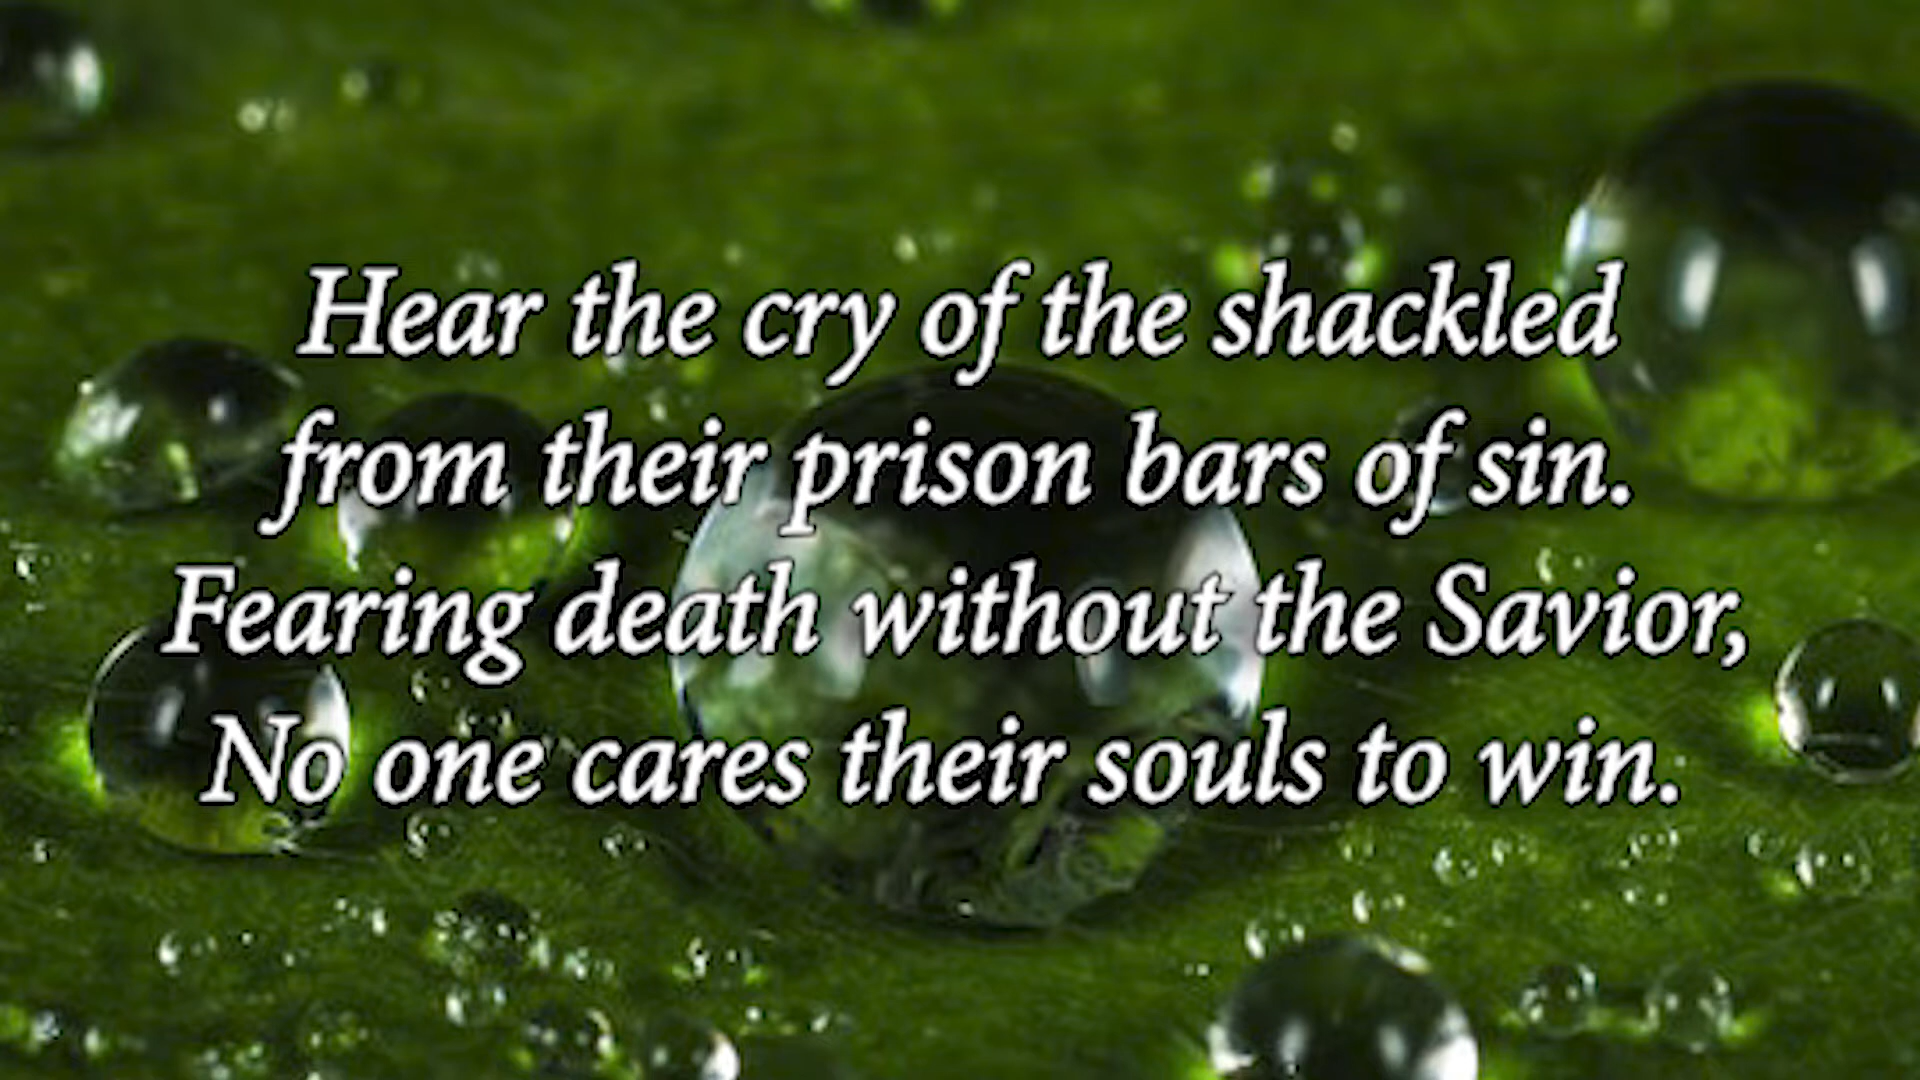 Hear the cry of the shackled
from their prison bars of sin.
Fearing death without the Savior,
No one cares their souls to win.